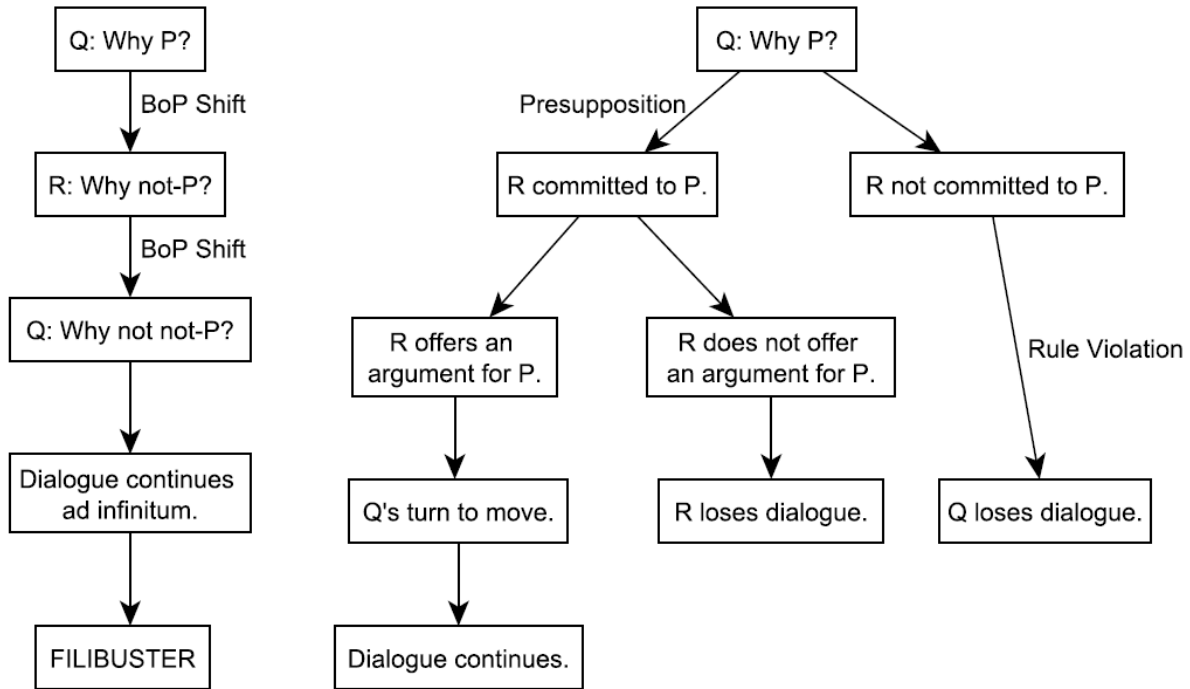 Q: Why P?
BoP Shift
R: Why not-P?
BoP Shift
Q: Why not not-P?
Dialogue continues
ad infinitum.
FILIBUSTER
Q: Why P?
Presupposition
R committed to P.
R not committed to P.
R offers an
argument for P.
R does not offer
an argument for P.
Rule Violation
Q's turn to move.
R loses dialogue.
Q loses dialogue.
Dialogue continues.